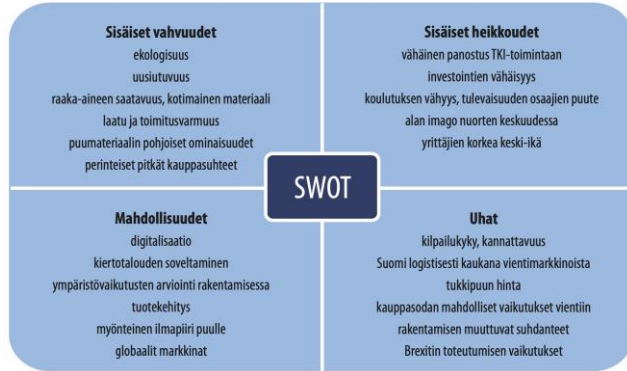 Sisäiset vahvuudet
ekologisuus
uusiutuvuus
raaka-aineen saatavuus, kotimainen materiaali
laatu ja toimitusvarmuus
puumateriaalin pohjoiset ominaisuudet
perinteiset pitkät kauppasuhteet
Sisäiset heikkoudet
vähäinen panostus TKI-toimintaan
investointien vähäisyys
koulutuksen vähyys, tulevaisuuden osaajien puute
alan imago nuorten keskuudessa
yrittäjien korkea keski-ikä
SWOT
Mahdollisuudet
digitalisaatio
kiertotalouden soveltaminen
ympäristövaikutusten arviointi rakentamisessa
tuotekehitys
myönteinen ilmapiiri puulle
globaalit markkinat
Uhat
kilpailukyky, kannattavuus
Suomi logistisesti kaukana vientimarkkinoista
tukkipuun hinta
kauppasodan mahdolliset vaikutukset vientiin
rakentamisen muuttuvat suhdanteet
Brexitin toteutumisen vaikutukset